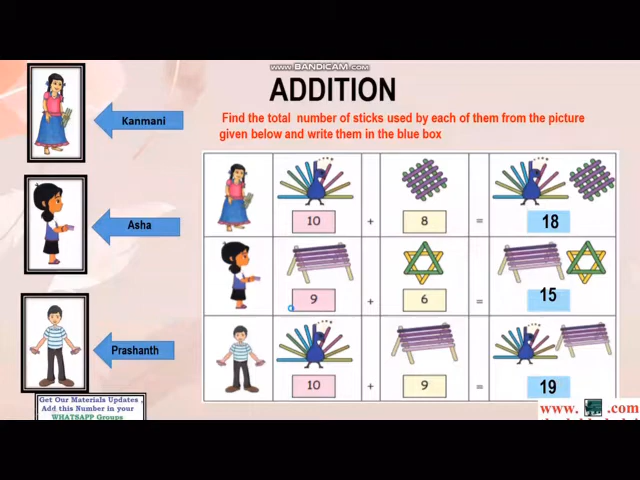 www.BANDICAM.com
ADDITION
Find the total number of sticks used by each of them from the picture
given below and write them in the blue box
Kanmani
Asha
Prashanth
10 + 8 = 18
9 + 6 = 15
10 + 9 = 19
Get Our Materials Updates ,
Add this Number in your
WHATSAPP Groups
www. .com